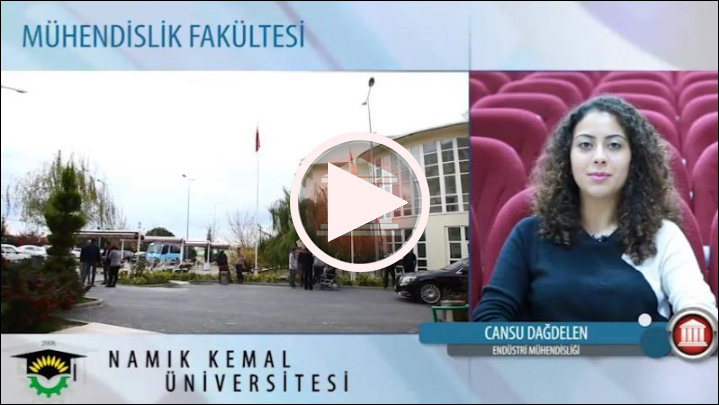 MÜHENDİSLİK FAKÜLTESİ
CANSU DAĞDELEN
ENDÜSTRİ MÜHENDİSLİĞİ
2006
NAMIK KEMAL
ÜNİVERSİTESİ